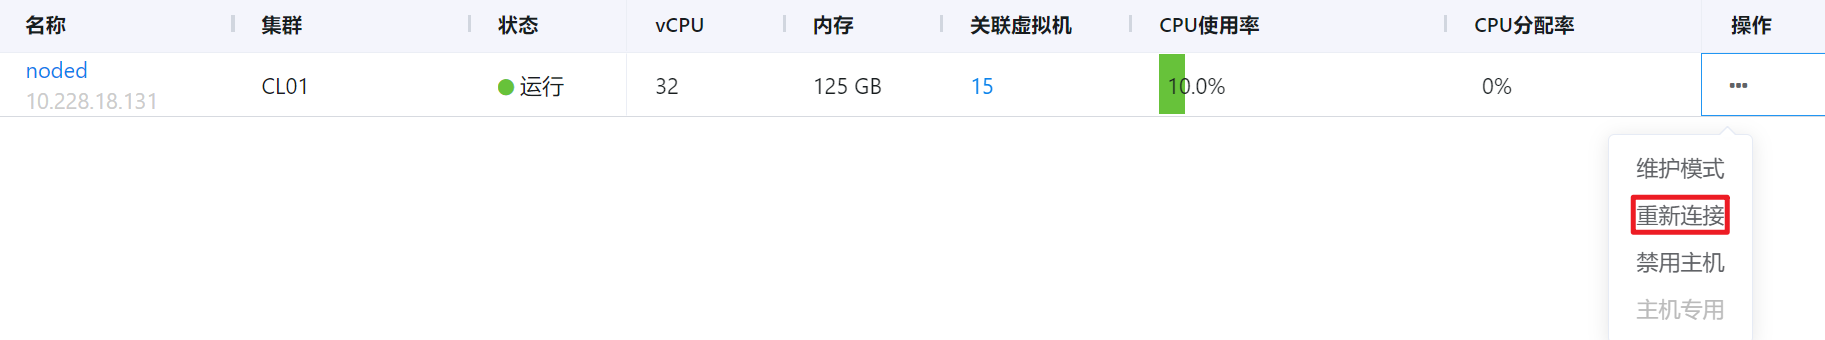 名称 集群 状态 vCPU 内存 关联虚拟机 CPU使用率 CPU分配率 操作
noded
10.228.18.131
CL01 运行 32 125 GB 15 10.0% 0% •••
维护模式
重新连接
禁用主机
主机专用